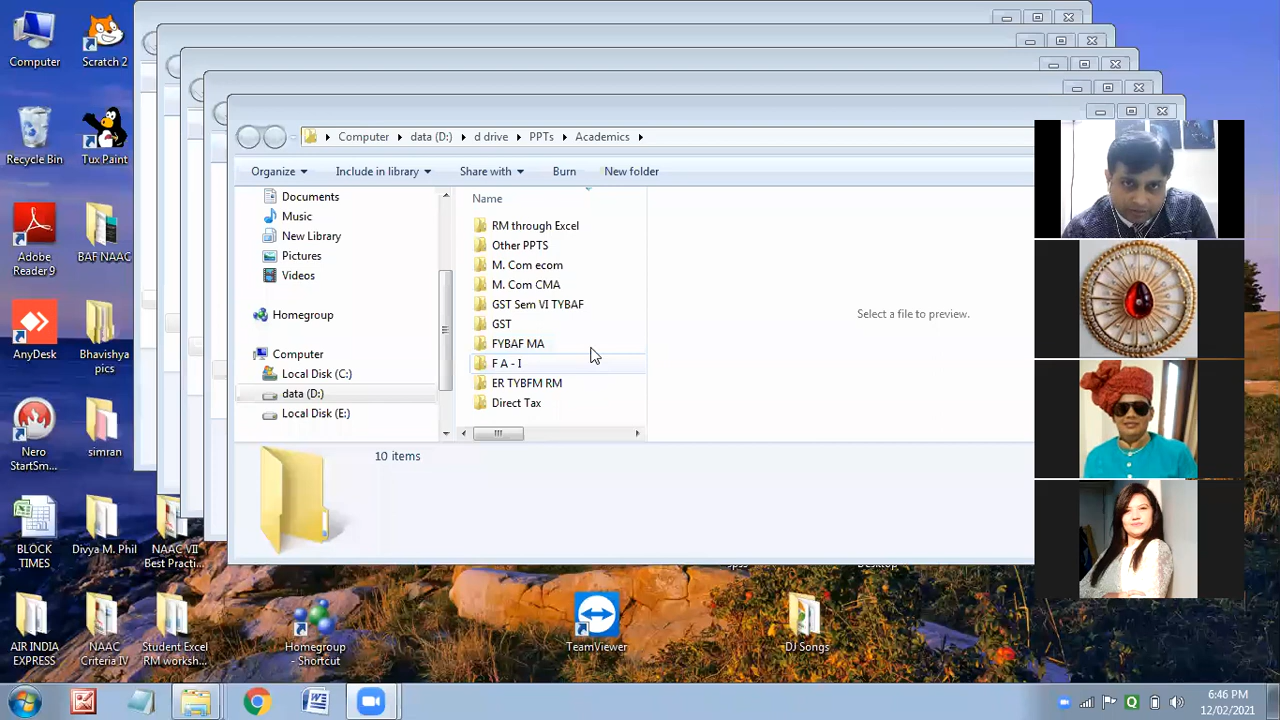 Computer
Scratch 2
Recycle Bin
Tux Paint
Adobe
Reader 9
BAF NAAC
AnyDesk
Bhavishya
pics
Nero
StartSm...
simran
BLOCK
TIMES
Divya M. Phil
NAAC VII
Best Practi...
AIR INDIA
EXPRESS
NAAC
Criteria IV
Student Excel
RM worksh...
Homegroup
- Shortcut
TeamViewer
DJ Songs
spss
Desktop
Computer
data (D:)
d drive
PPTs
Academics
Organize
Include in library
Share with
Burn
New folder
Documents
Music
New Library
Pictures
Videos
Homegroup
Computer
Local Disk (C:)
data (D:)
Local Disk (E:)
Name
RM through Excel
Other PPTS
M. Com ecom
M. Com CMA
GST Sem VI TYBAF
GST
FYBAF MA
F A - I
ER TYBFM RM
Direct Tax
Select a file to preview.
10 items
6:46 PM
12/02/2021